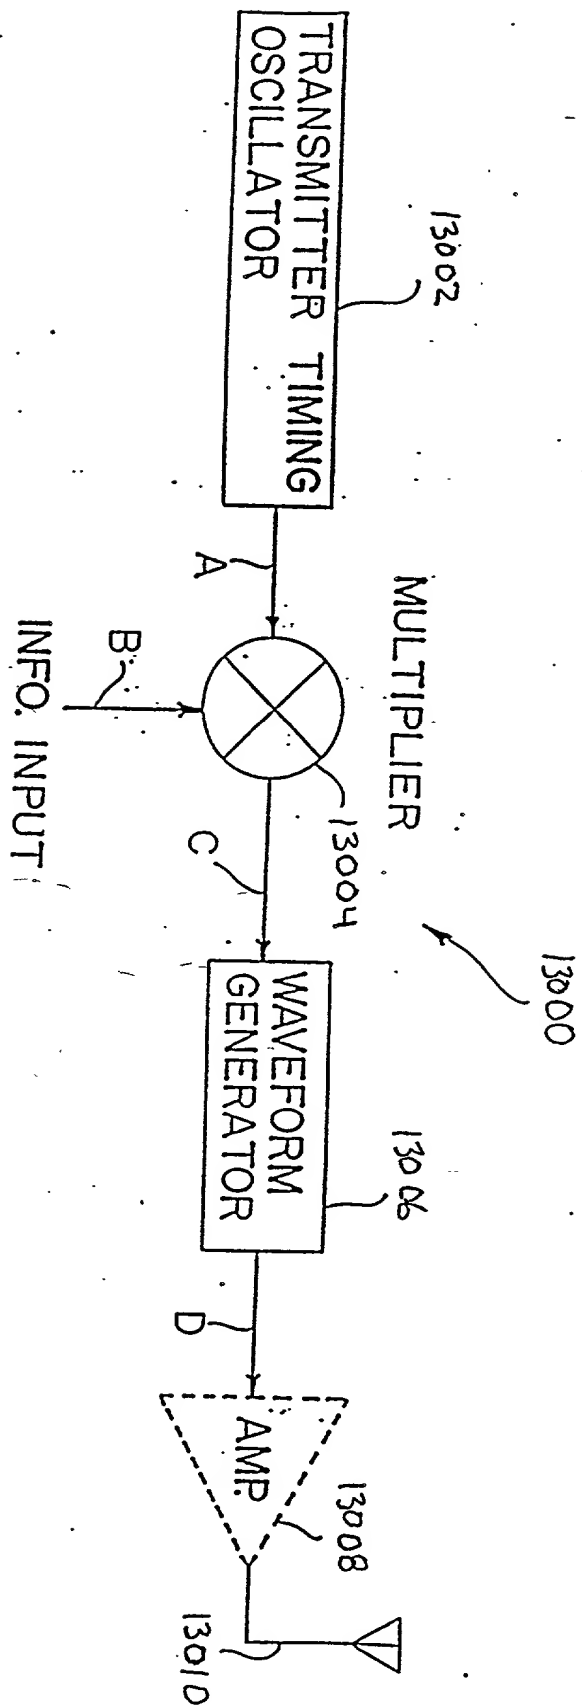 13000
TRANSMITTER TIMING
OSCILLATOR
13002
A
MULTIPLIER
13004
B
INFO. INPUT
C
WAVEFORM
GENERATOR
13006
D
AMP.
13008
13010